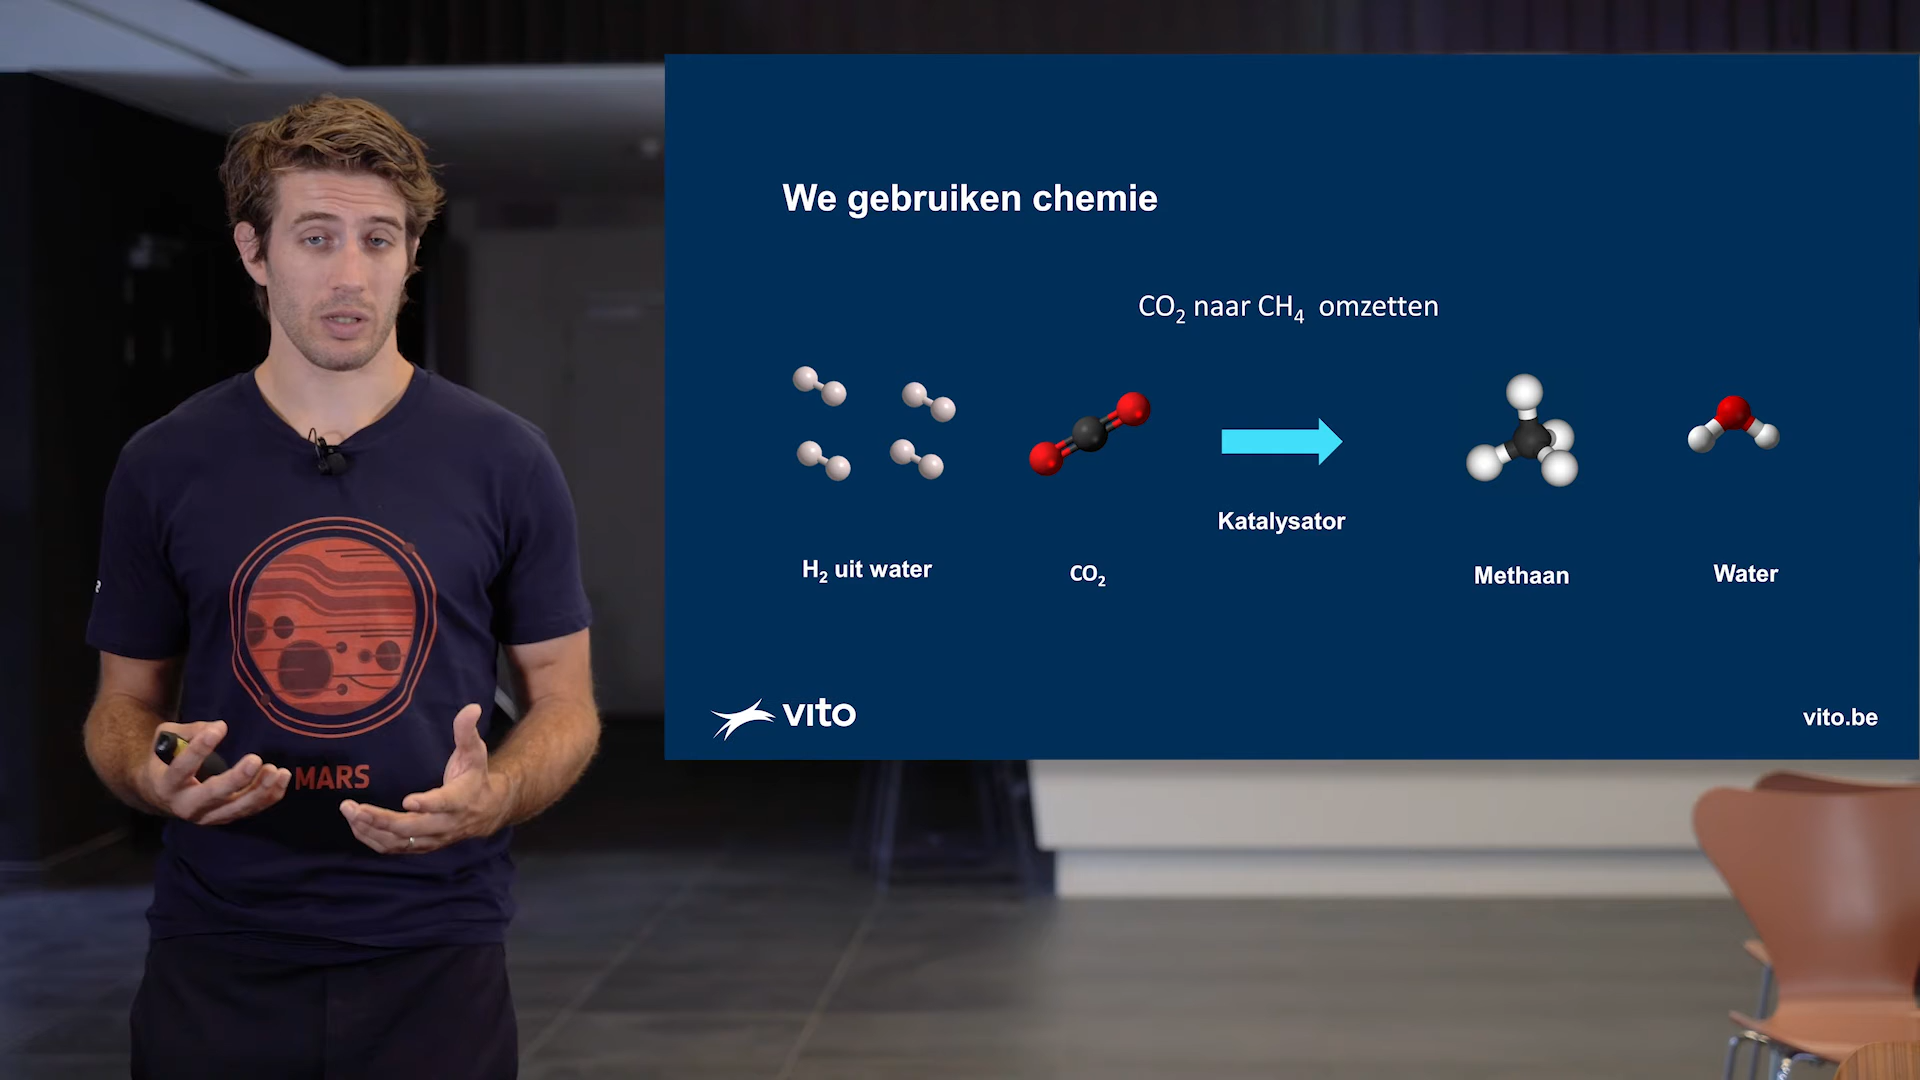 We gebruiken chemie
CO₂ naar CH₄ omzetten
Katalysator
H₂ uit water
CO₂
Methaan
Water
MARS
vito
vito.be